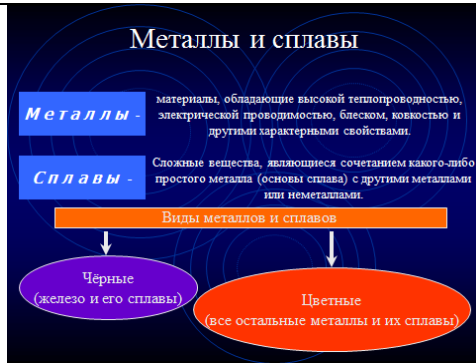 Металлы и сплавы
Металлы -
материалы, обладающие высокой теплопроводностью,
электрической проводимостью, блеском, ковкостью и
другими характерными свойствами.
Сплавы -
Сложные вещества, являющиеся сочетанием какого-либо
простого металла (основы сплава) с другими металлами
или неметаллами.
Виды металлов и сплавов
Чёрные
(железо и его сплавы)
Цветные
(все остальные металлы и их сплавы)